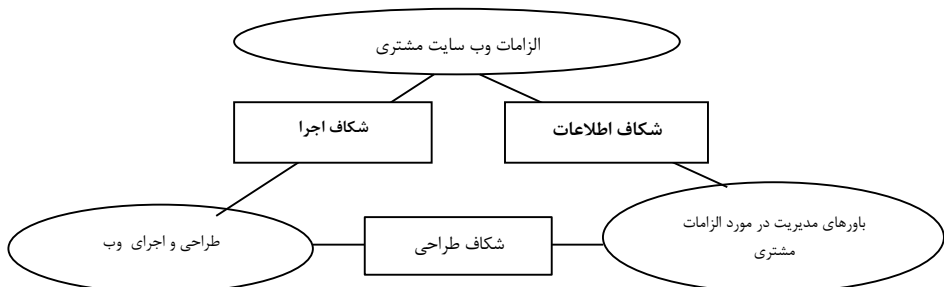 الزامات وب سایت مشتری
شکاف اطلاعات
شکاف اجرا
باورهای مدیریت در مورد الزامات
مشتری
شکاف طراحی
طراحی و اجرای وب